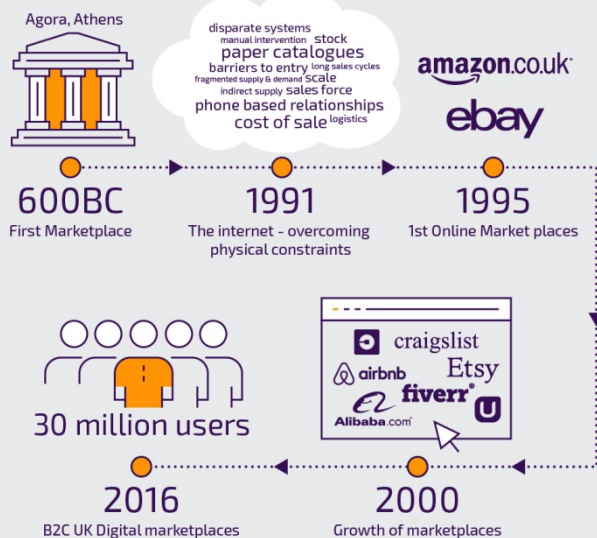 Agora, Athens
disparate systems
manual intervention stock
paper catalogues
barriers to entry long sales cycles
fragmented supply & demand scale
indirect supply sales force
phone based relationships
cost of sale logistics
amazon.co.uk
ebay
600BC
First Marketplace
1991
The internet - overcoming
physical constraints
1995
1st Online Market places
30 million users
craigslist
airbnb
Etsy
fiverr®
Alibaba.com
U
2016
B2C UK Digital marketplaces
2000
Growth of marketplaces